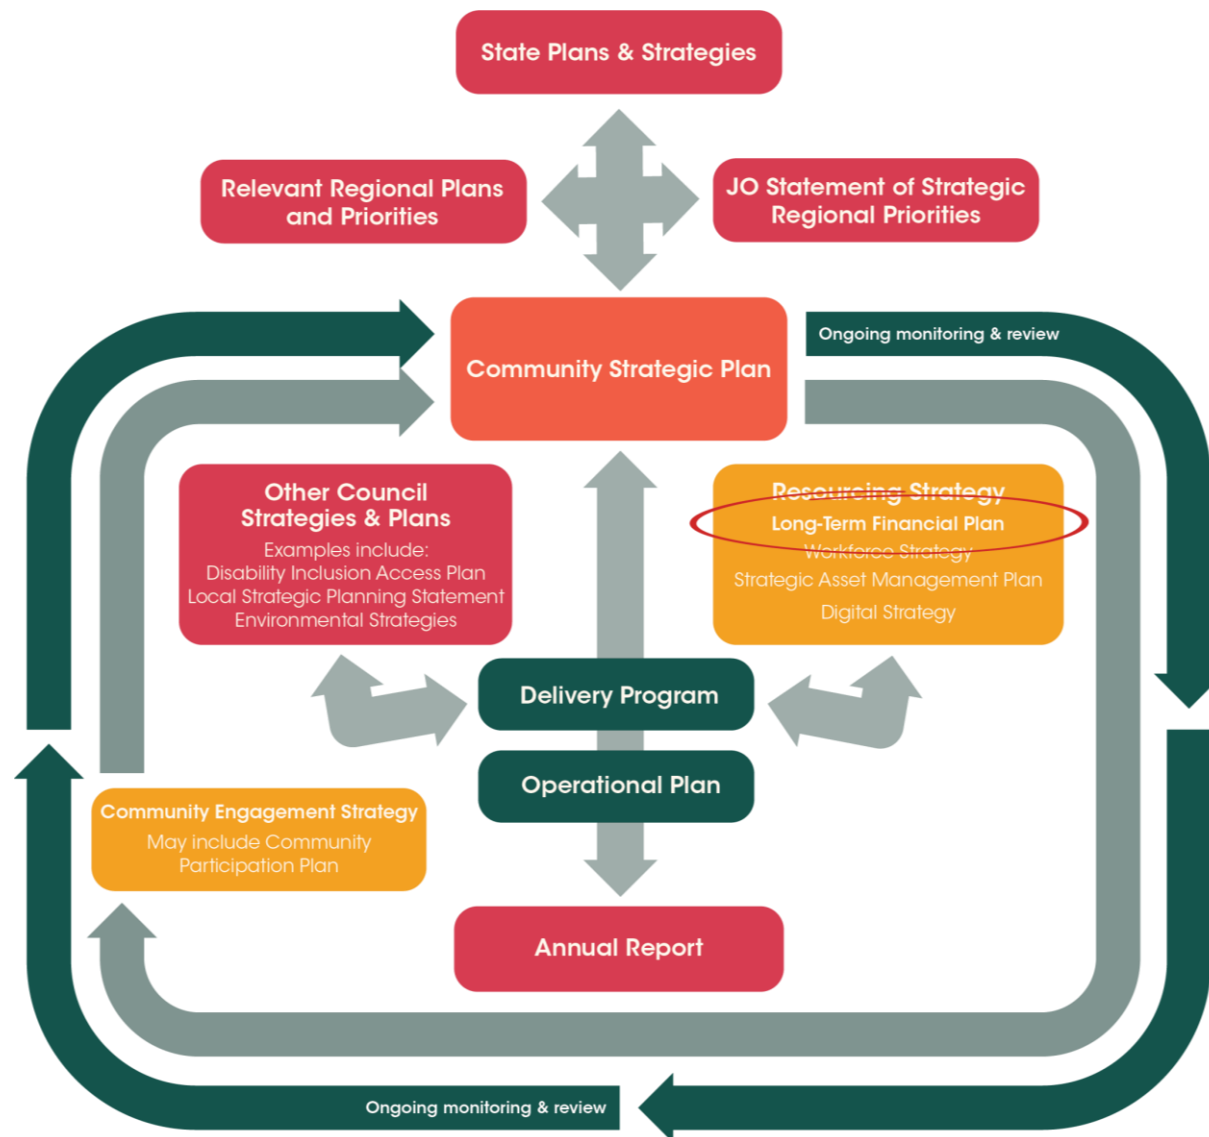 State Plans & Strategies
Relevant Regional Plans
and Priorities
JO Statement of Strategic
Regional Priorities
Community Strategic Plan
Ongoing monitoring & review
Other Council
Strategies & Plans
Examples include:
Disability Inclusion Access Plan
Local Strategic Planning Statement
Environmental Strategies
Resourcing Strategy
Long-Term Financial Plan
Workforce Strategy
Strategic Asset Management Plan
Digital Strategy
Delivery Program
Operational Plan
Community Engagement Strategy
May include Community
Participation Plan
Annual Report
Ongoing monitoring & review